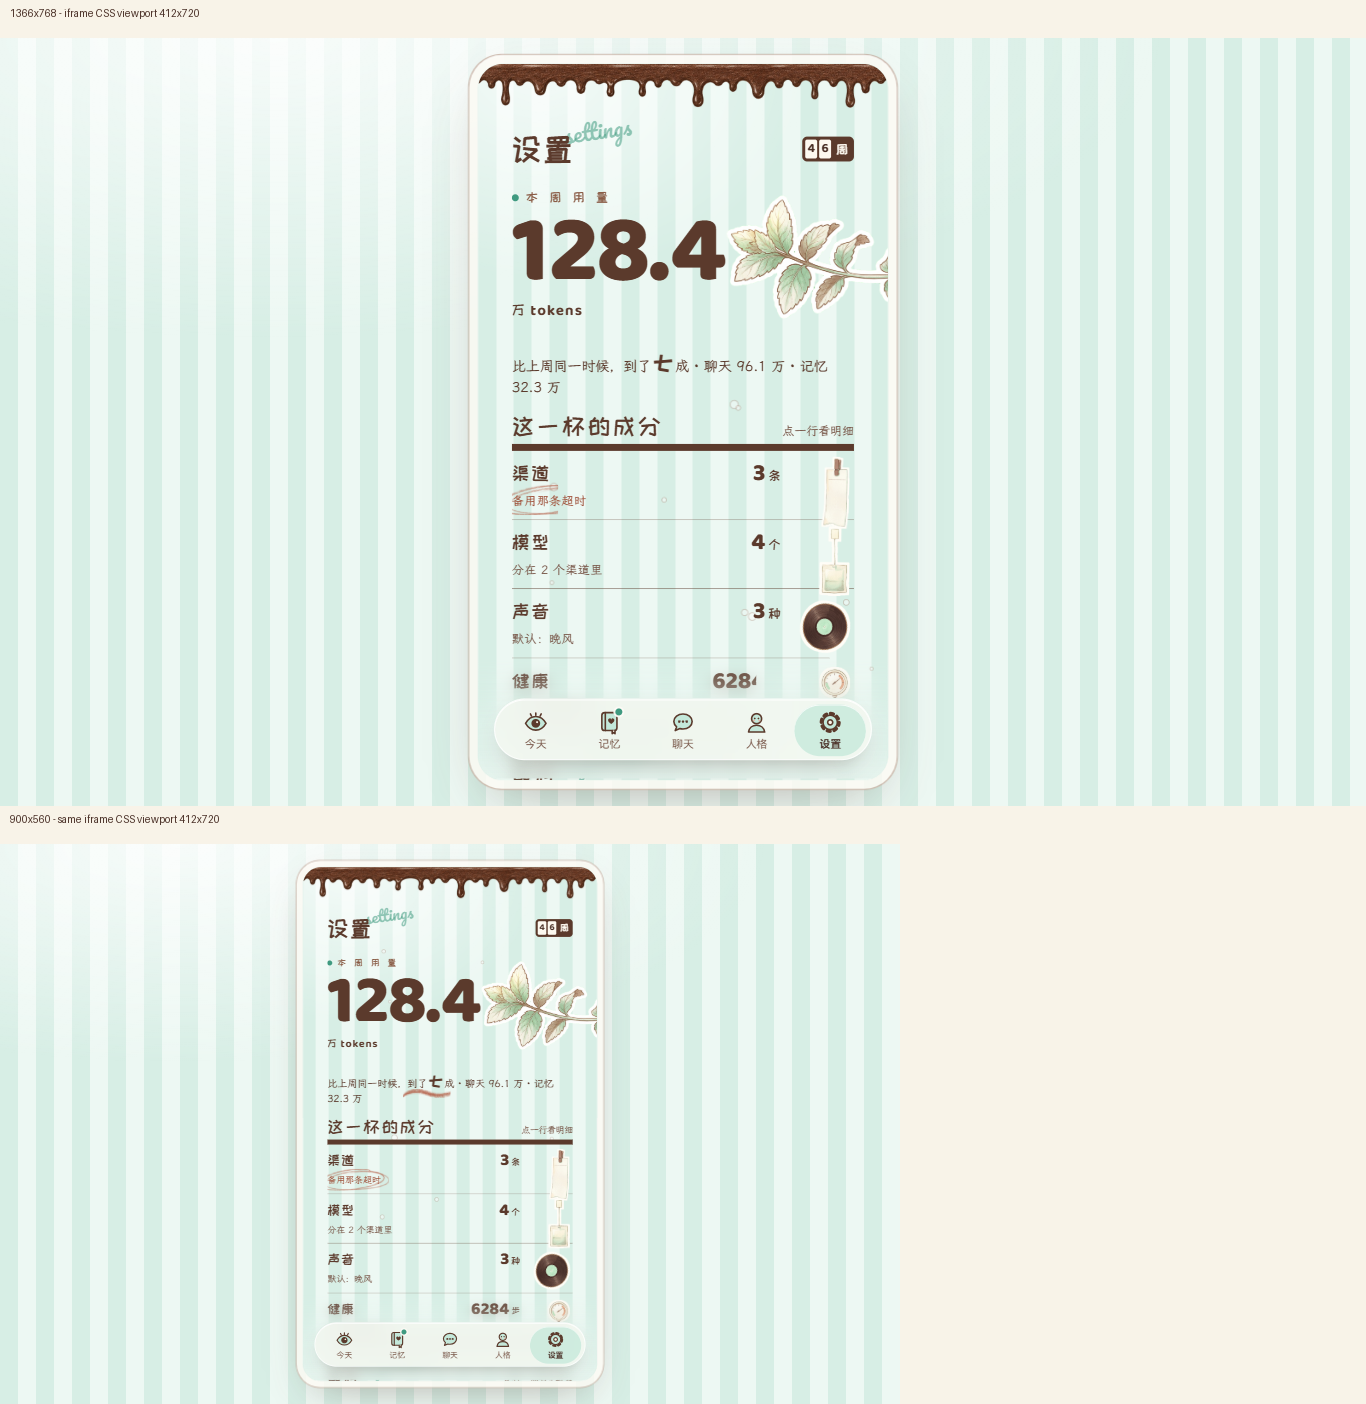 1366x768 - iframe CSS viewport 412x720
设置 settings
46周
本周用量
128.4
万 tokens
比上周同一时候，到了七成·聊天 96.1 万·记忆
32.3 万
这一杯的成分 点一行看明细
渠道 3 条
备用那条超时
模型 4 个
分在 2 个渠道里
声音 3 种
默认：晚风
健康 6284
今天 记忆 聊天 人格 设置
900x560 - same iframe CSS viewport 412x720
设置 settings
46周
本周用量
128.4
万 tokens
比上周同一时候，到了七成·聊天 96.1 万·记忆
32.3 万
这一杯的成分 点一行看明细
渠道 3 条
备用那条超时
模型 4 个
分在 2 个渠道里
声音 3 种
默认：晚风
健康 6284 步
今天 记忆 聊天 人格 设置